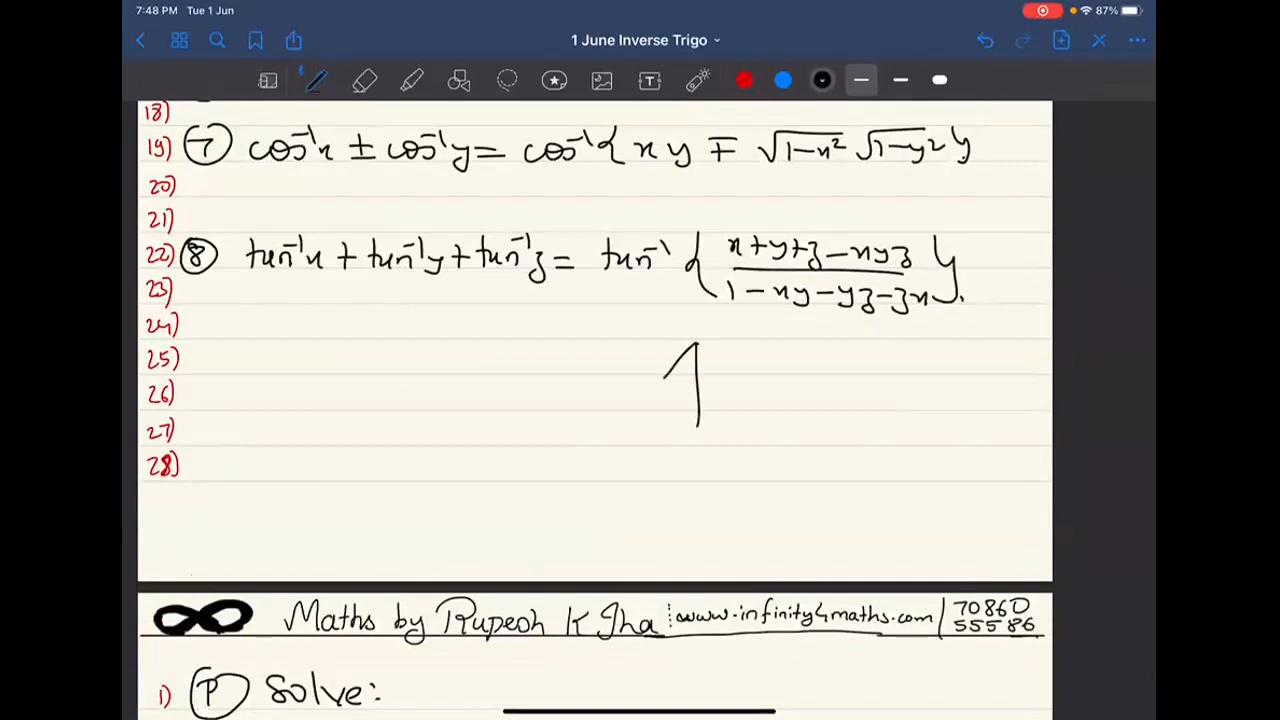 7:48 PM Tue 1 Jun 87%
1 June Inverse Trigo
18)
19) (7) cos⁻¹x ± cos⁻¹y = cos⁻¹{ xy ∓ √1-x² √1-y² }
20)
21)
22) (8) tan⁻¹x + tan⁻¹y + tan⁻¹z = tan⁻¹ { x+y+z-xyz / 1-xy-yz-zx }
23)
24)
25)
26)
27)
28)
Maths by Rupesh K Jha www.infinity4maths.com 70860 55586
1) (P) Solve: